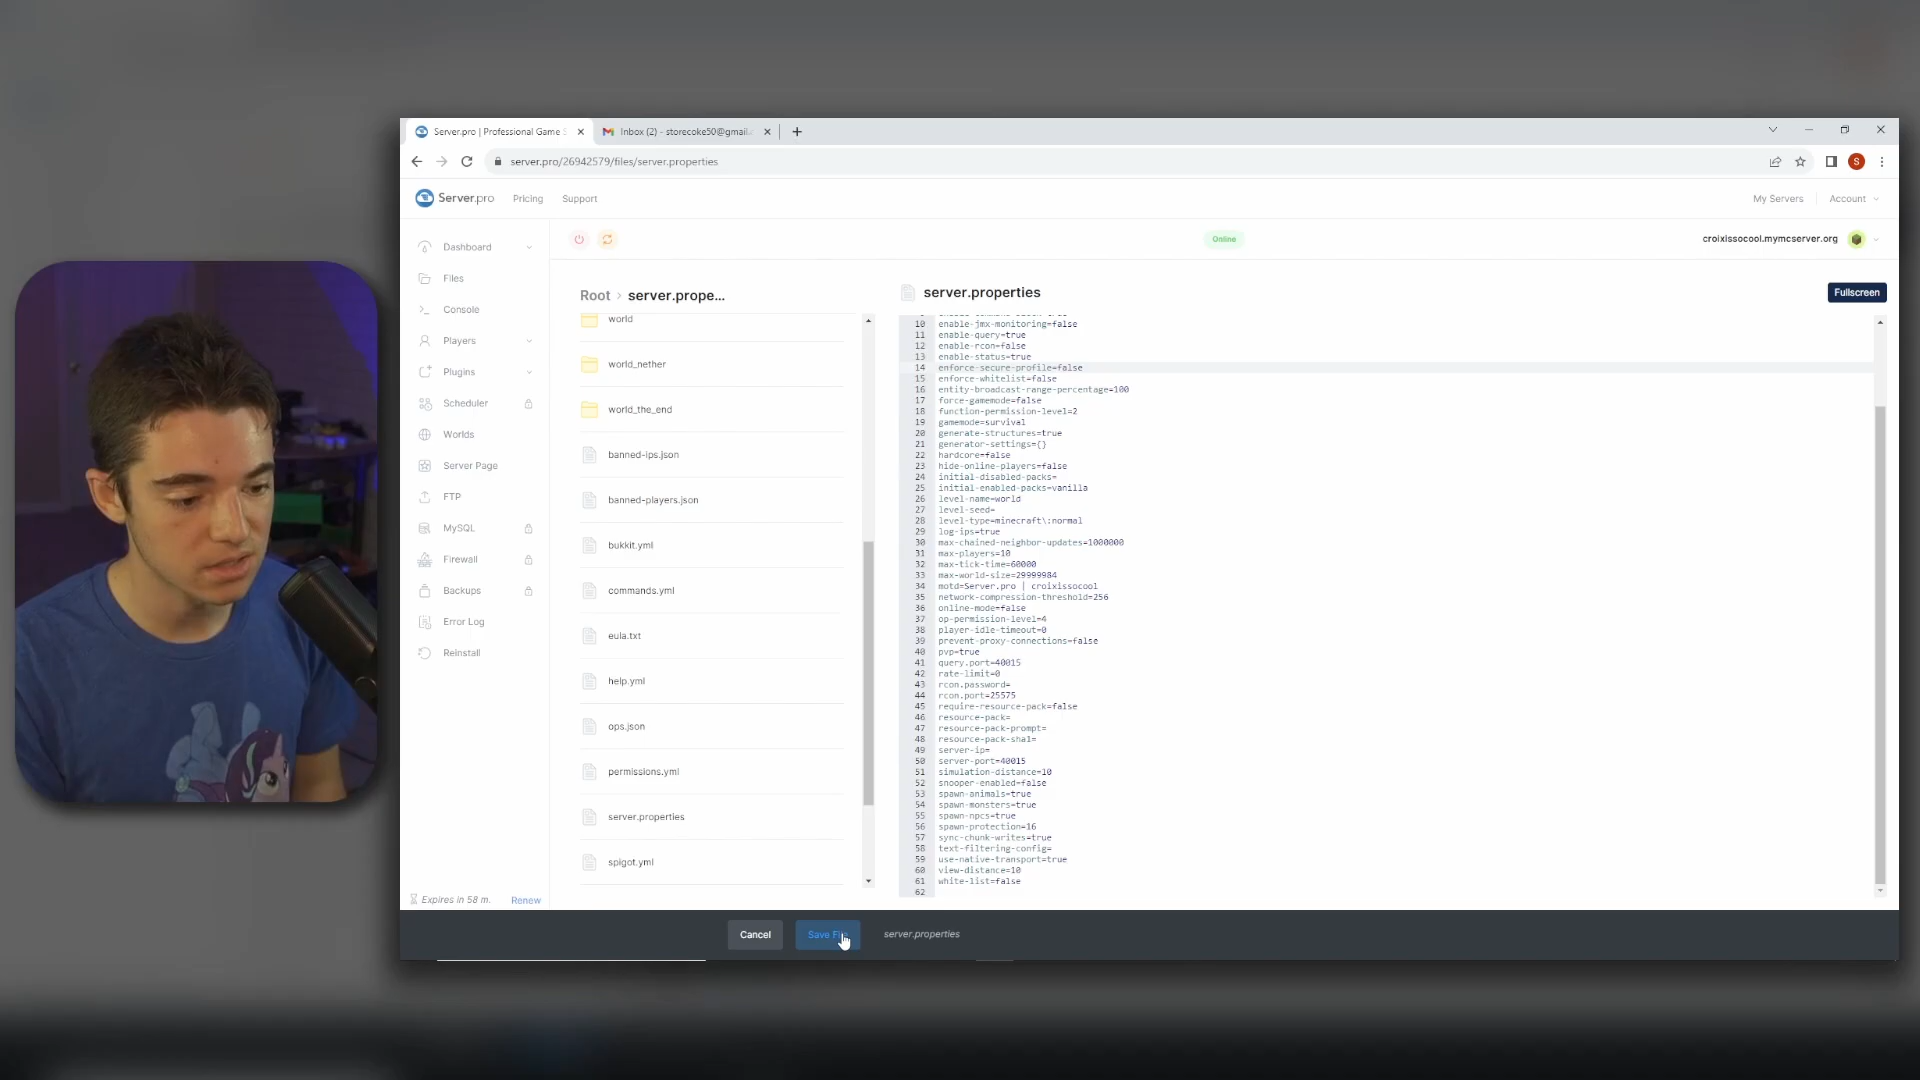 Server.pro | Professional Game S
Inbox (2) - storecoke50@gmail.c
server.pro/26942579/files/server.properties
S
Server.pro
Pricing
Support
My Servers
Account
Dashboard
Files
Console
Players
Plugins
Scheduler
Worlds
Server Page
FTP
MySQL
Firewall
Backups
Error Log
Reinstall
Expires in 58 m.
Renew
Online
croixissocool.mymcserver.org
Root > server.prope...
world
world_nether
world_the_end
banned-ips.json
banned-players.json
bukkit.yml
commands.yml
eula.txt
help.yml
ops.json
permissions.yml
server.properties
spigot.yml
server.properties
Fullscreen
10 enable-jmx-monitoring=false
11 enable-query=true
12 enable-rcon=false
13 enable-status=true
14 enforce-secure-profile=false
15 enforce-whitelist=false
16 entity-broadcast-range-percentage=100
17 force-gamemode=false
18 function-permission-level=2
19 gamemode=survival
20 generate-structures=true
21 generator-settings={}
22 hardcore=false
23 hide-online-players=false
24 initial-disabled-packs=
25 initial-enabled-packs=vanilla
26 level-name=world
27 level-seed=
28 level-type=minecraft\:normal
29 log-ips=true
30 max-chained-neighbor-updates=1000000
31 max-players=10
32 max-tick-time=60000
33 max-world-size=29999984
34 motd=Server.pro | croixissocool
35 network-compression-threshold=256
36 online-mode=false
37 op-permission-level=4
38 player-idle-timeout=0
39 prevent-proxy-connections=false
40 pvp=true
41 query.port=40015
42 rate-limit=0
43 rcon.password=
44 rcon.port=25575
45 require-resource-pack=false
46 resource-pack=
47 resource-pack-prompt=
48 resource-pack-sha1=
49 server-ip=
50 server-port=40015
51 simulation-distance=10
52 snooper-enabled=false
53 spawn-animals=true
54 spawn-monsters=true
55 spawn-npcs=true
56 spawn-protection=16
57 sync-chunk-writes=true
58 text-filtering-config=
59 use-native-transport=true
60 view-distance=10
61 white-list=false
62
Cancel
Save
server.properties